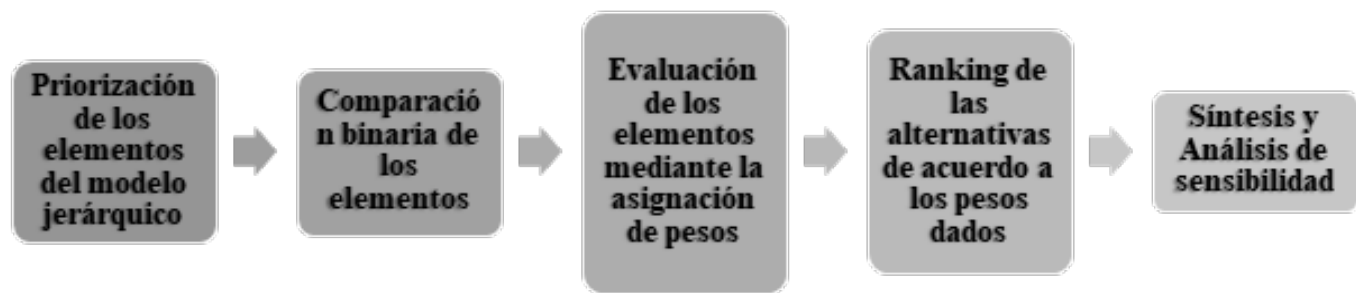 Priorización
de los
elementos
del modelo
jerárquico
Comparació
n binaria de
los
elementos
Evaluación
de los
elementos
mediante la
asignación
de pesos
Ranking de
las
alternativas
de acuerdo a
los pesos
dados
Síntesis y
Análisis de
sensibilidad